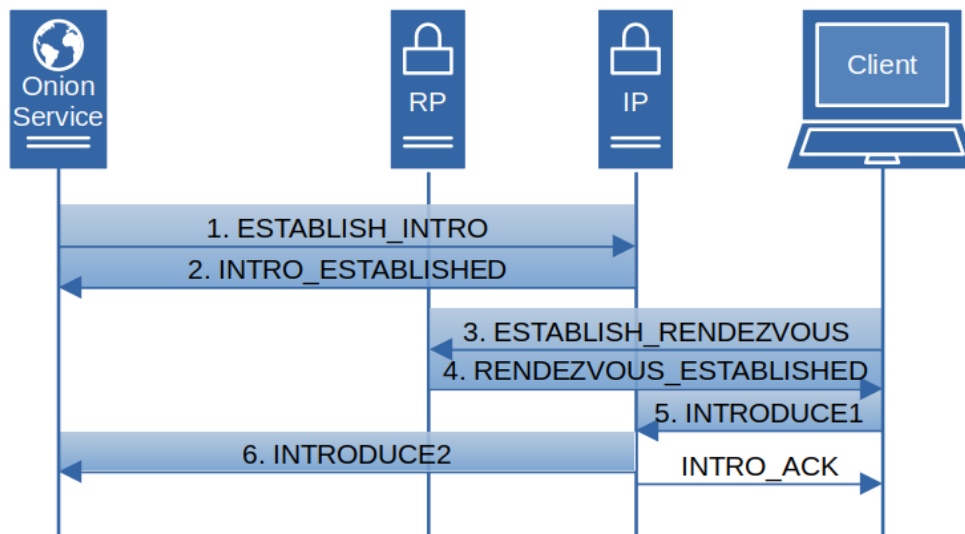 Onion
Service
RP
IP
Client
1. ESTABLISH_INTRO
2. INTRO_ESTABLISHED
3. ESTABLISH_RENDEZVOUS
4. RENDEZVOUS_ESTABLISHED
5. INTRODUCE1
6. INTRODUCE2
INTRO_ACK